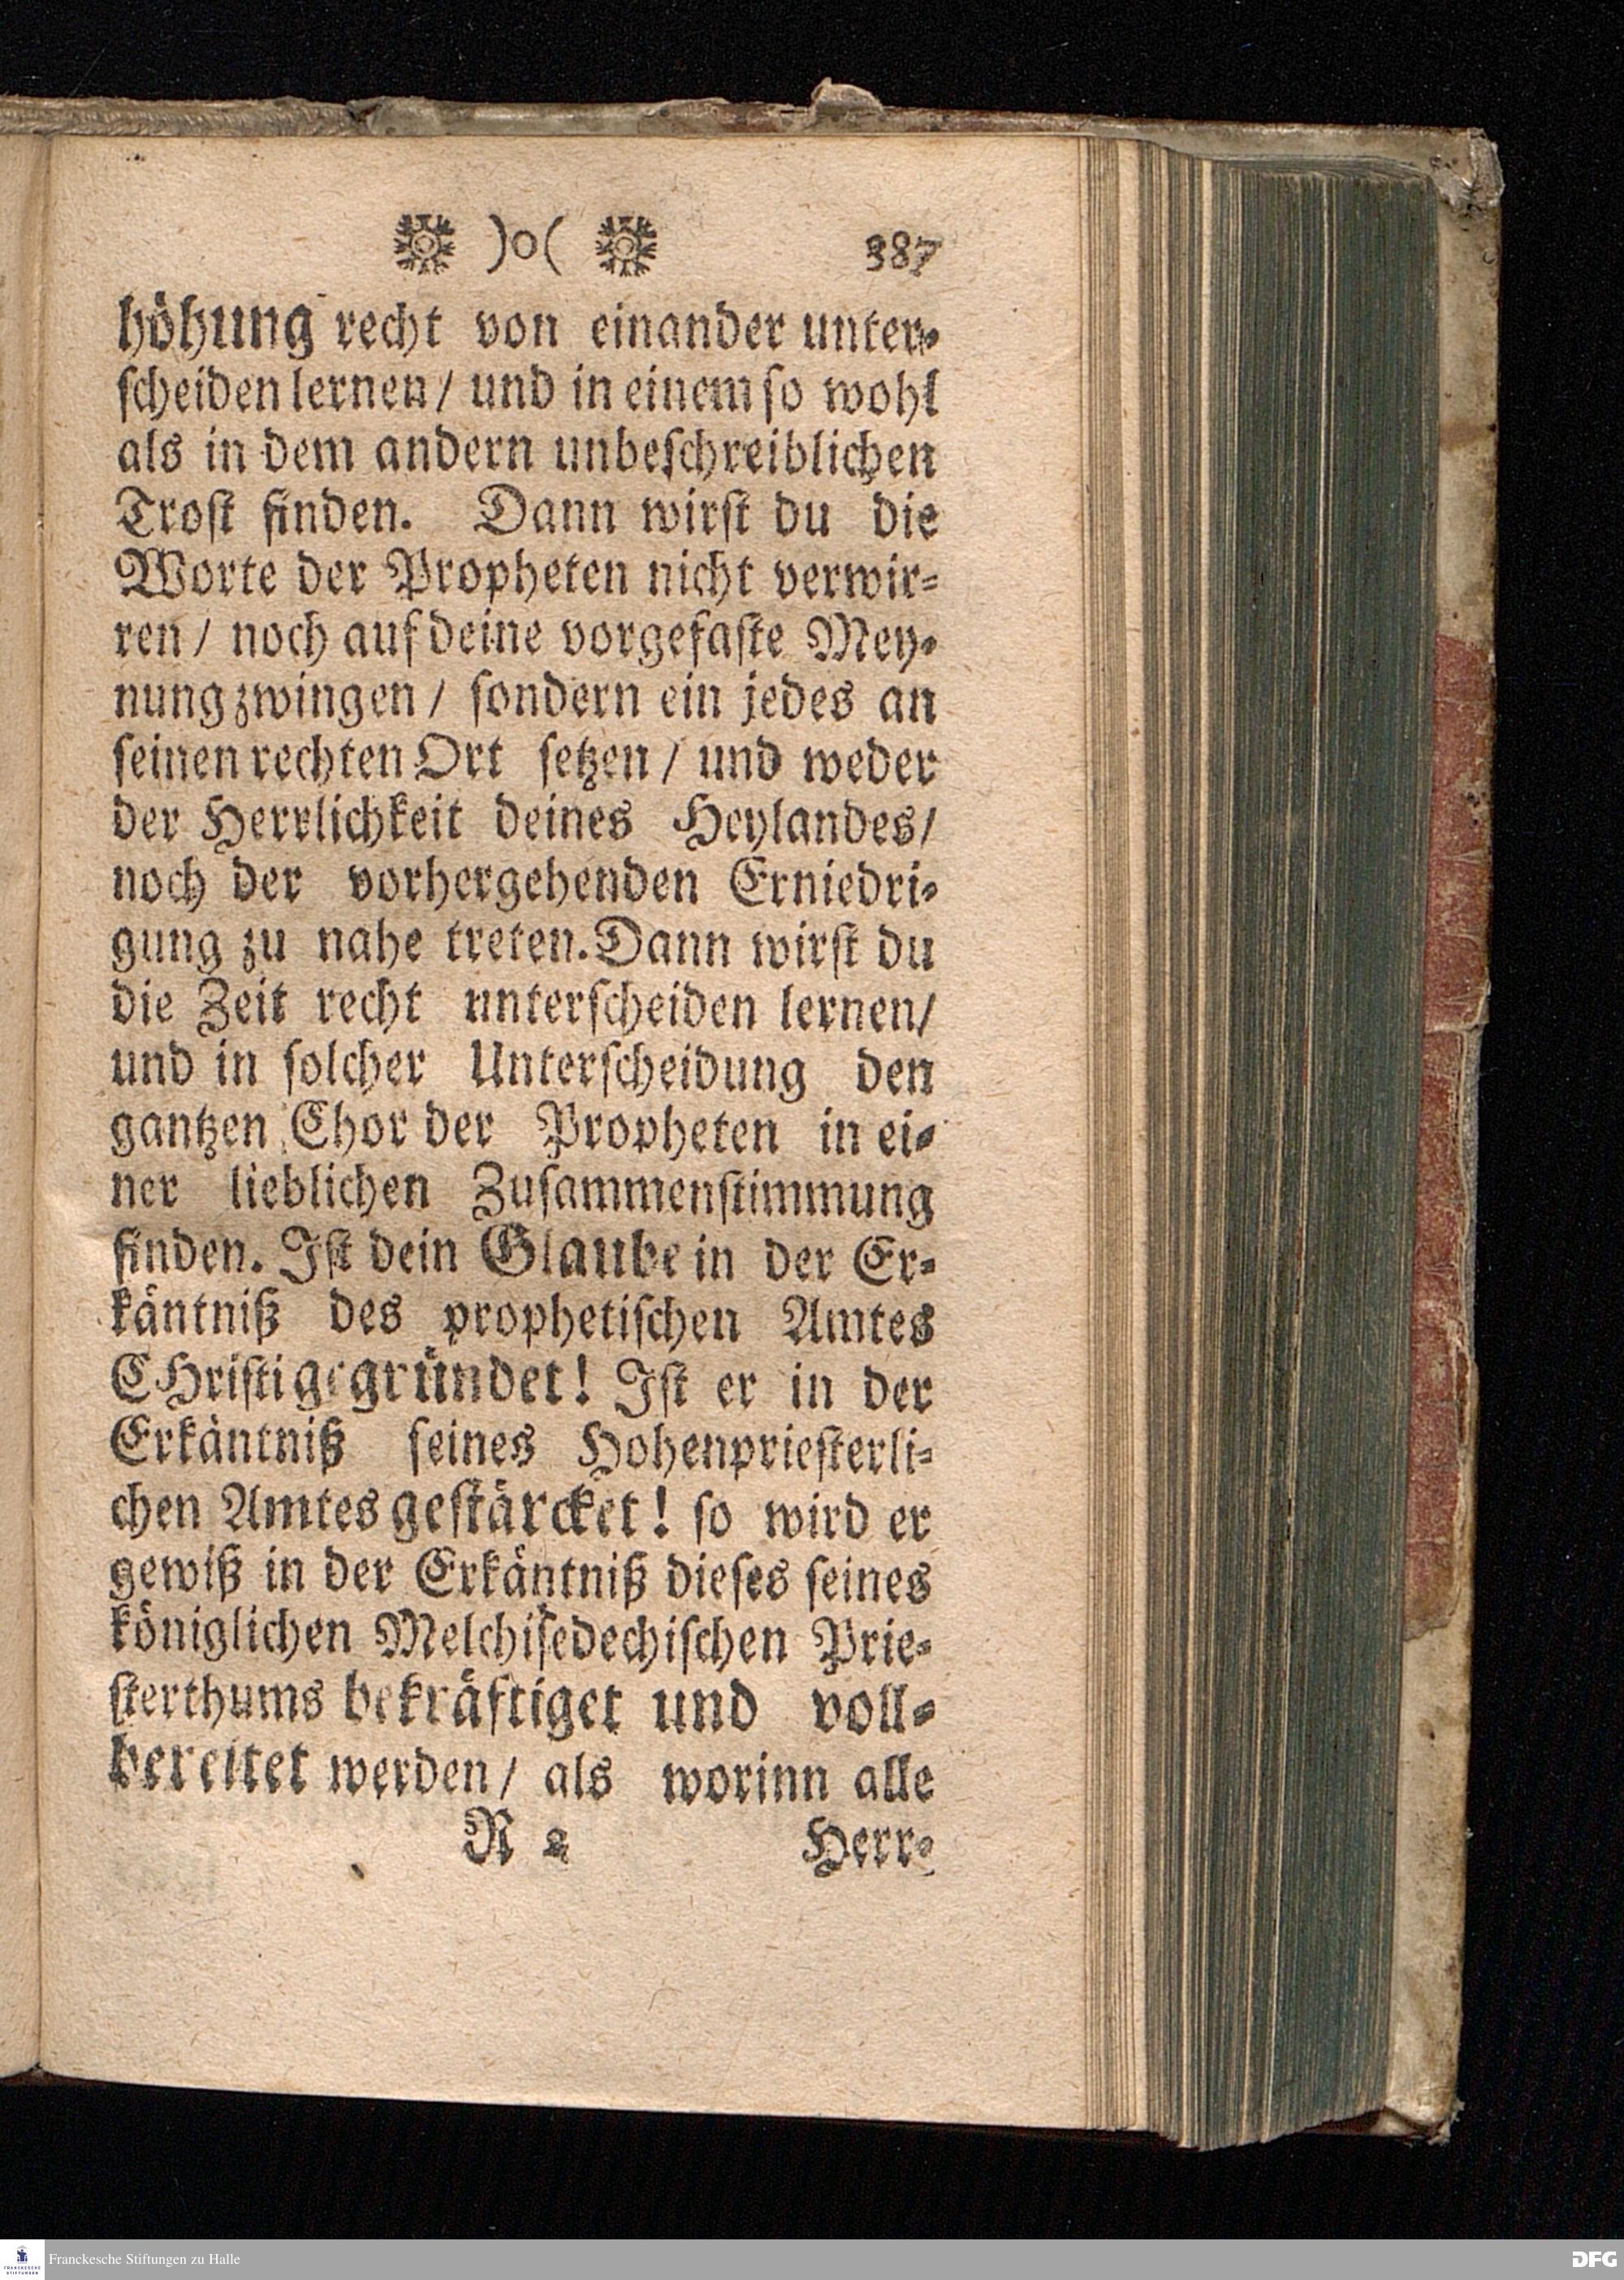 )o( 387
höhung recht von einander unter-
ſcheiden lernen / und in einem ſo wohl
als in dem andern unbeſchreiblichen
Troſt finden. Dann wirſt du die
Worte der Propheten nicht verwir-
ren / noch auf deine vorgefaſte Mey-
nung zwingen / ſondern ein jedes an
ſeinen rechten Ort ſetzen / und weder
der Herrlichkeit deines Heylandes /
noch der vorhergehenden Erniedri-
gung zu nahe treten. Dann wirſt du
die Zeit recht unterſcheiden lernen /
und in ſolcher Unterſcheidung den
gantzen Chor der Propheten in ei-
ner lieblichen Zuſammenſtimmung
finden. Iſt dein Glaube in der Er-
käntniß des prophetiſchen Amtes
CHriſti gegründet! Iſt er in der
Erkäntniß ſeines Hohenprieſterli-
chen Amtes geſtärcket! ſo wird er
gewiß in der Erkäntniß dieſes ſeines
königlichen Melchiſedechiſchen Prie-
ſterthums bekräftiget und voll-
bereitet werden / als worinn alle
R 2 Herr-
Franckesche Stiftungen zu Halle
DFG